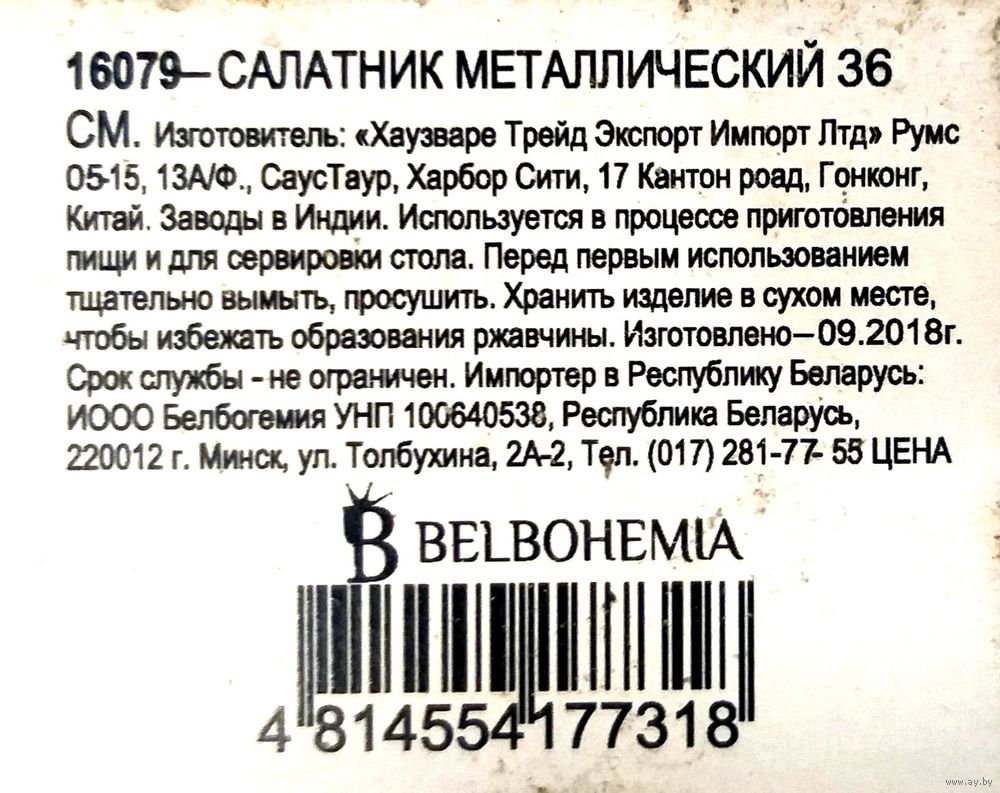 16079–САЛАТНИК МЕТАЛЛИЧЕСКИЙ 36
СМ. Изготовитель: «Хаузваре Трейд Экспорт Импорт Лтд» Румс
05-15, 13А/Ф., СаусТаур, Харбор Сити, 17 Кантон роад, Гонконг,
Китай. Заводы в Индии. Используется в процессе приготовления
пищи и для сервировки стола. Перед первым использованием
тщательно вымыть, просушить. Хранить изделие в сухом месте,
чтобы избежать образования ржавчины. Изготовлено–09.2018г.
Срок службы - не ограничен. Импортер в Республику Беларусь:
ИООО Белбогемия УНП 100640538, Республика Беларусь,
220012 г. Минск, ул. Толбухина, 2А-2, Тел. (017) 281-77- 55 ЦЕНА
B BELBOHEMIA
4 814554 177318
www.ay.by